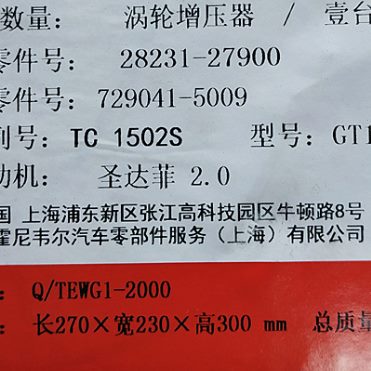 数量： 涡轮增压器 / 壹台
零件号： 28231-27900
零件号： 729041-5009
列号：TC 1502S 型号：GT1
动机： 圣达菲 2.0
国 上海浦东新区张江高科技园区牛顿路8号
霍尼韦尔汽车零部件服务（上海）有限公司
： Q/TEWG1-2000
： 长270×宽230×高300 mm 总质量